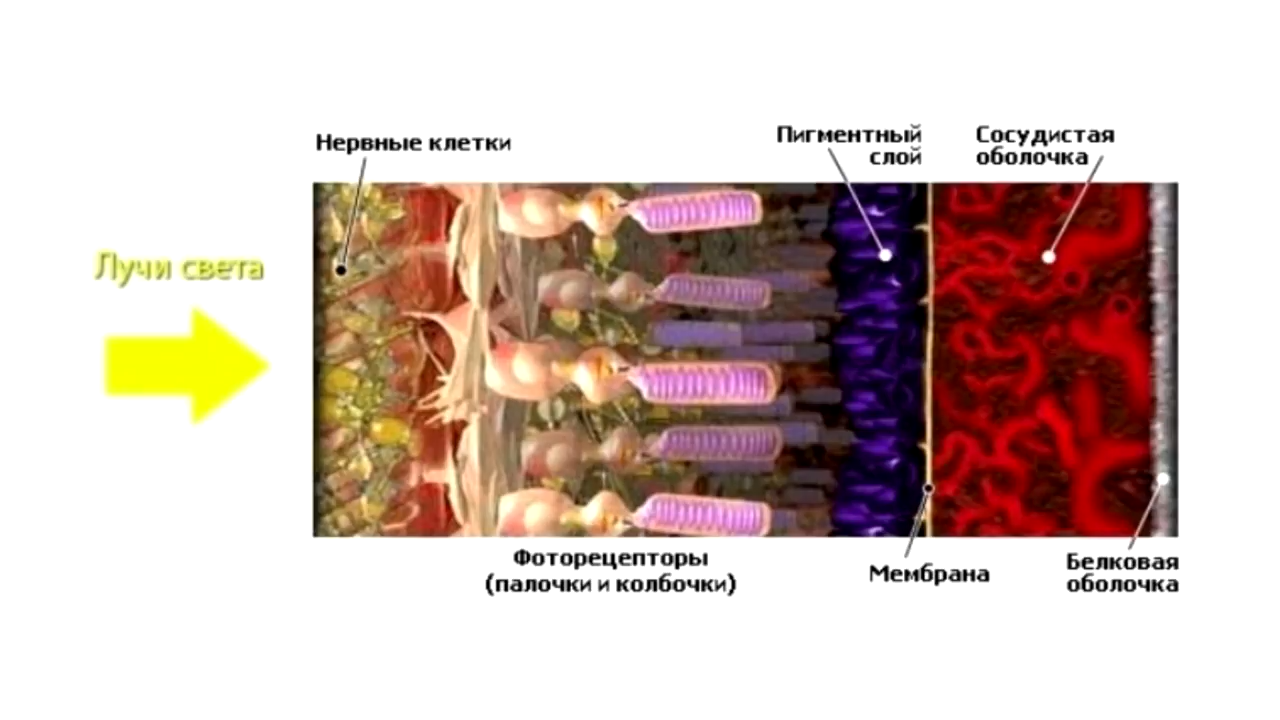 Нервные клетки
Пигментный
слой
Сосудистая
оболочка
Лучи света
Фоторецепторы
(палочки и колбочки)
Мембрана
Белковая
оболочка